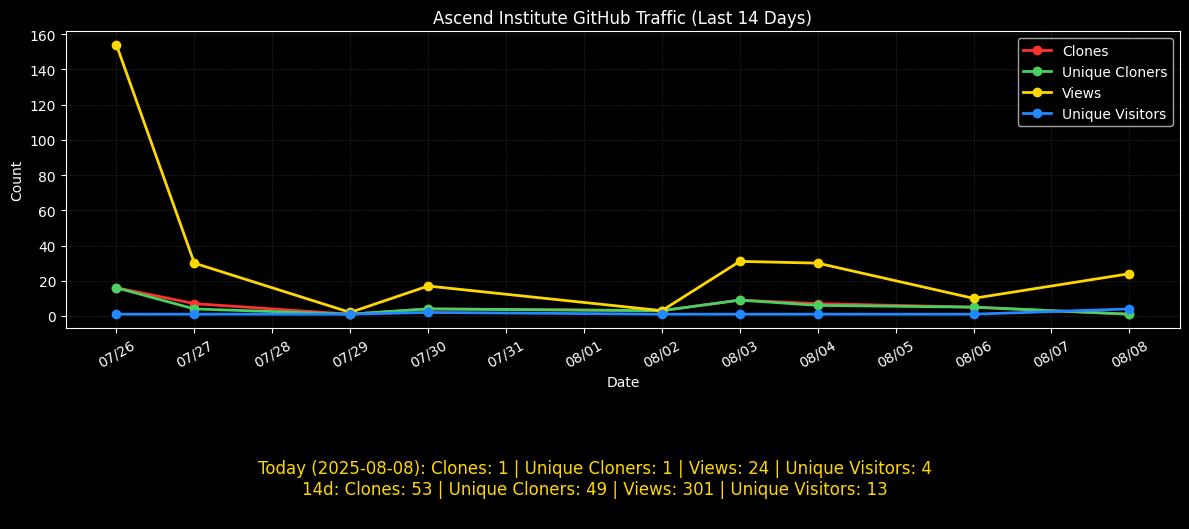 Ascend Institute GitHub Traffic (Last 14 Days)
Count
160
140
120
100
80
60
40
20
0
Clones
Unique Cloners
Views
Unique Visitors
07/26 07/27 07/28 07/29 07/30 07/31 08/01 08/02 08/03 08/04 08/05 08/06 08/07 08/08
Date
Today (2025-08-08): Clones: 1 | Unique Cloners: 1 | Views: 24 | Unique Visitors: 4
14d: Clones: 53 | Unique Cloners: 49 | Views: 301 | Unique Visitors: 13